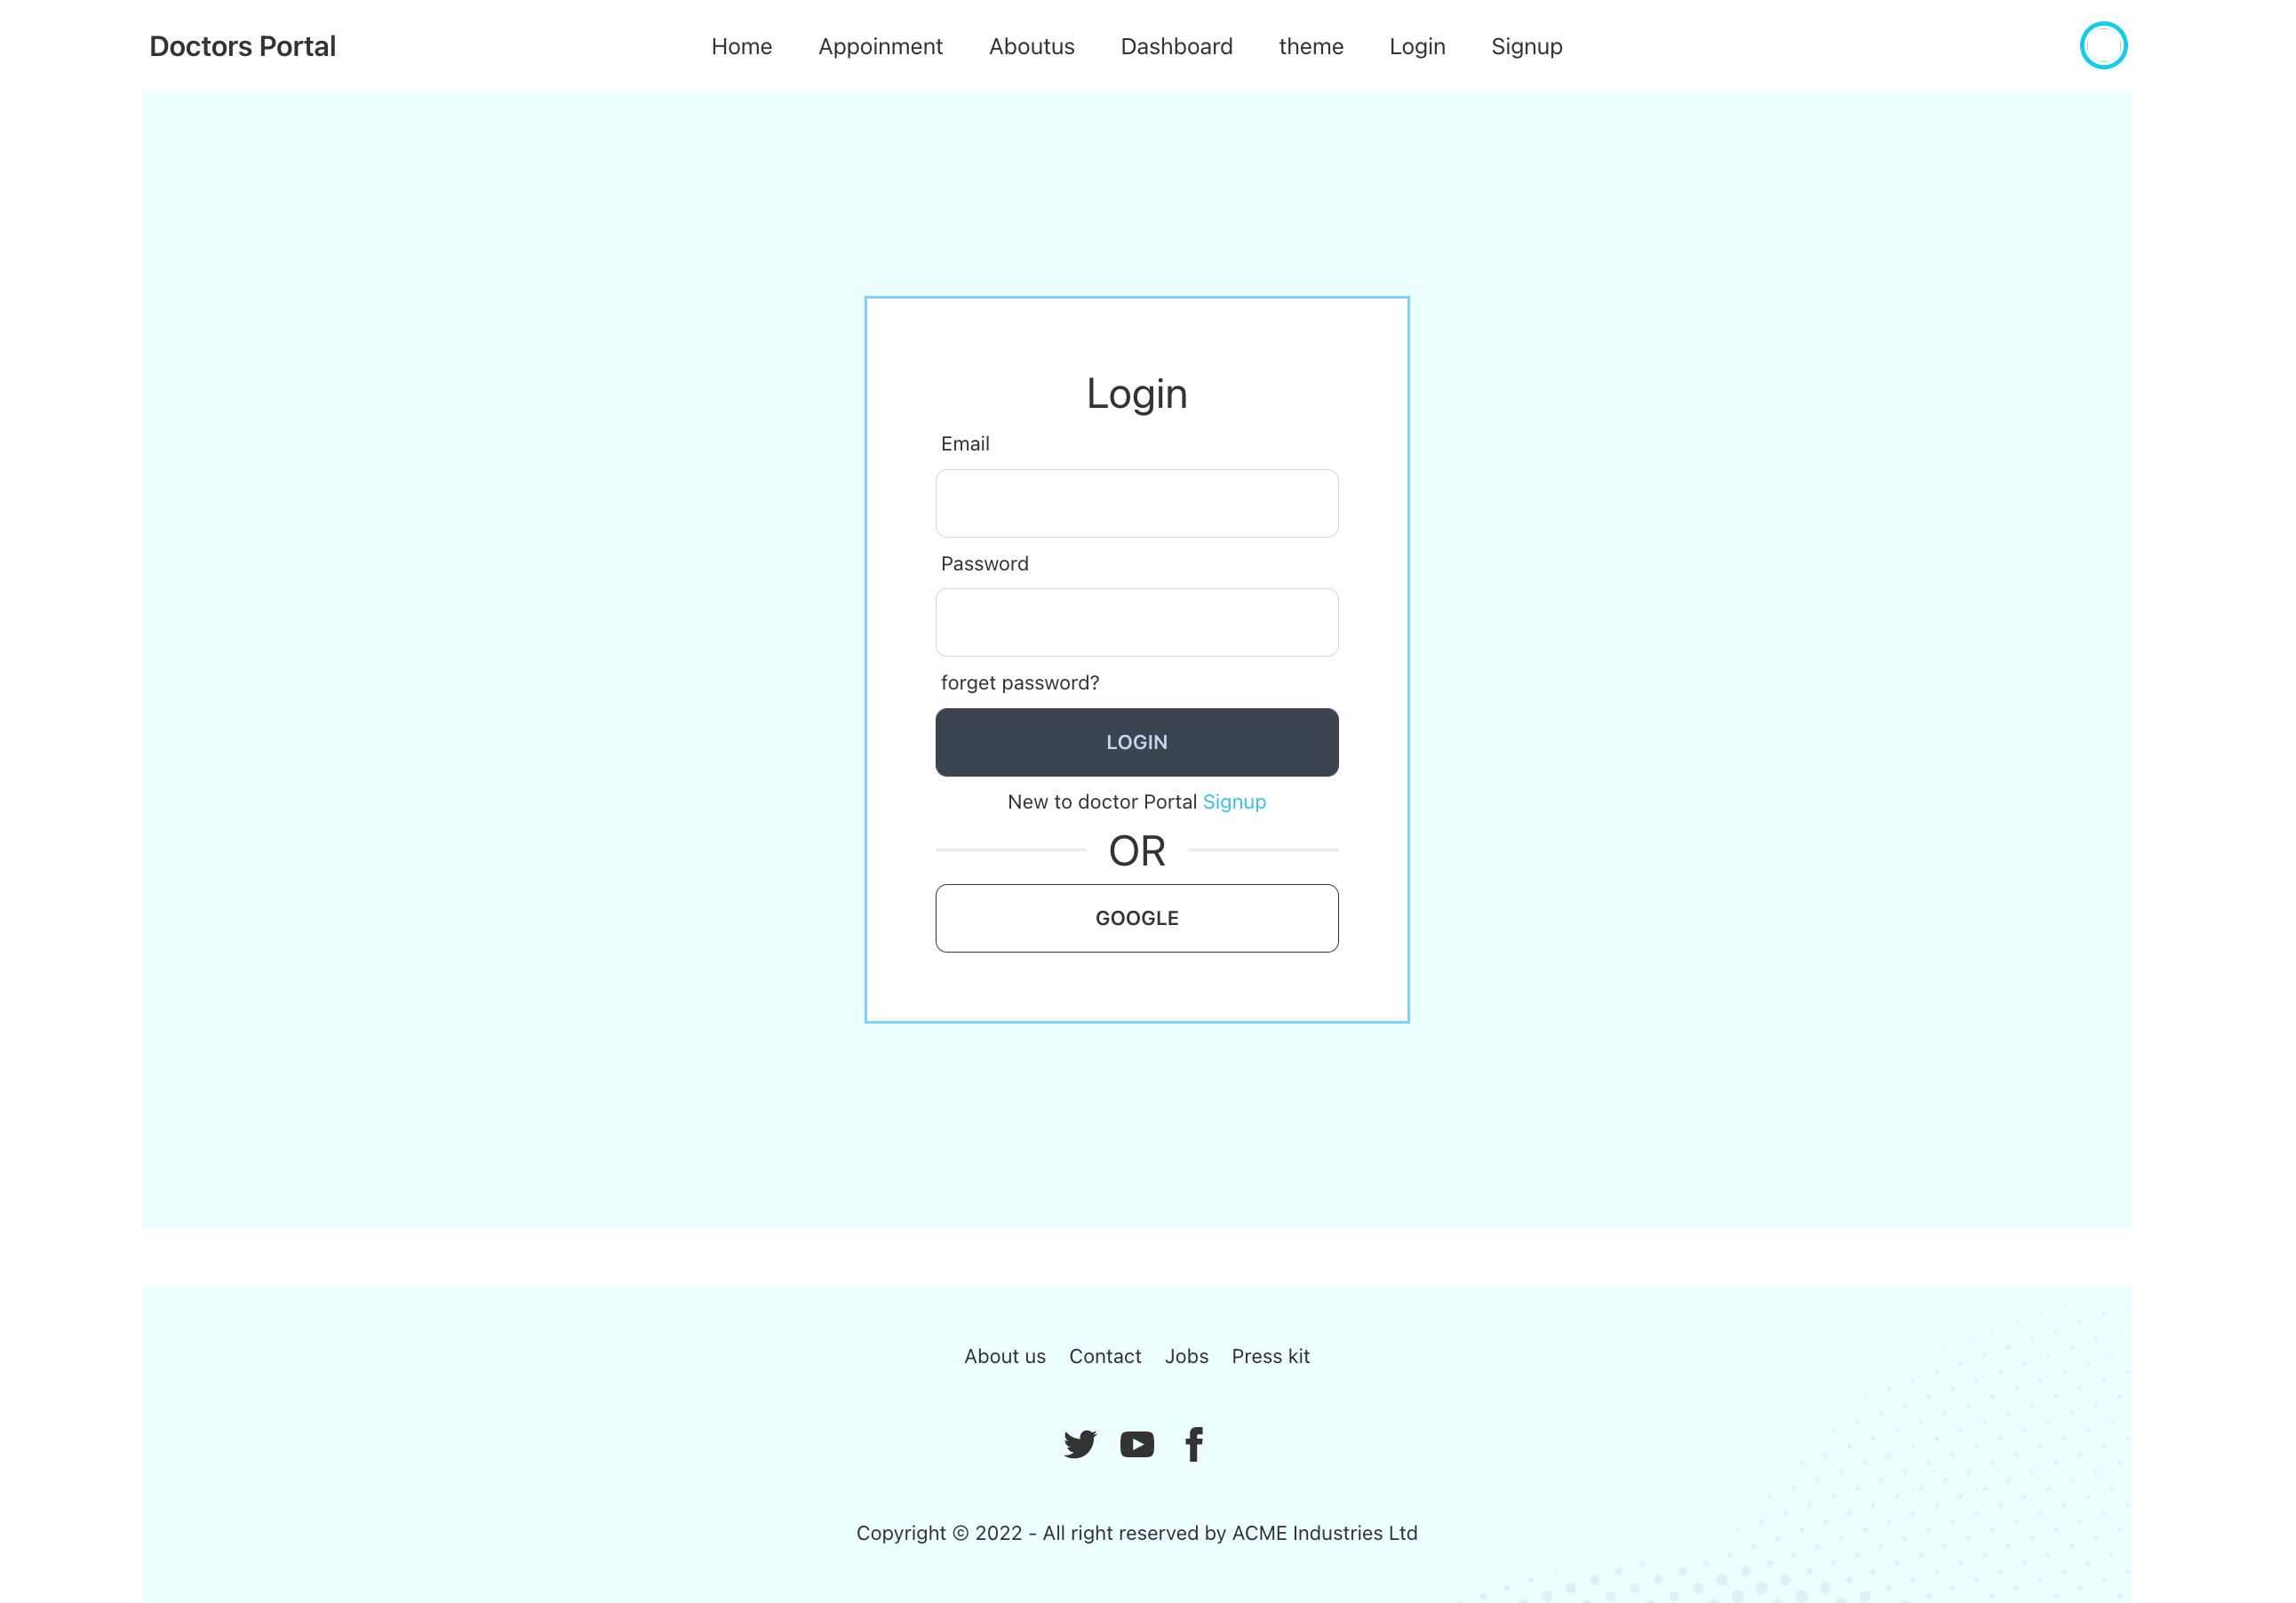 Doctors Portal
Home Appoinment Aboutus Dashboard theme Login Signup
Login
Email
Password
forget password?
LOGIN
New to doctor Portal Signup
OR
GOOGLE
About us Contact Jobs Press kit
Copyright © 2022 - All right reserved by ACME Industries Ltd